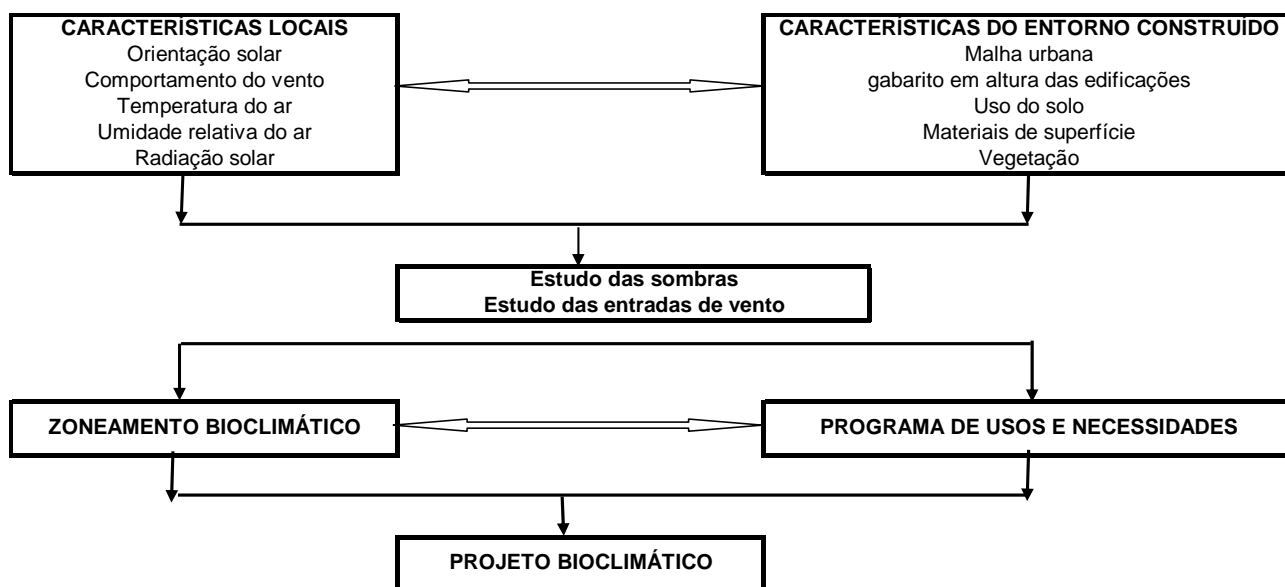 CARACTERÍSTICAS LOCAIS
Orientação solar
Comportamento do vento
Temperatura do ar
Umidade relativa do ar
Radiação solar
CARACTERÍSTICAS DO ENTORNO CONSTRUÍDO
Malha urbana
gabarito em altura das edificações
Uso do solo
Materiais de superfície
Vegetação
Estudo das sombras
Estudo das entradas de vento
ZONEAMENTO BIOCLIMÁTICO
PROGRAMA DE USOS E NECESSIDADES
PROJETO BIOCLIMÁTICO